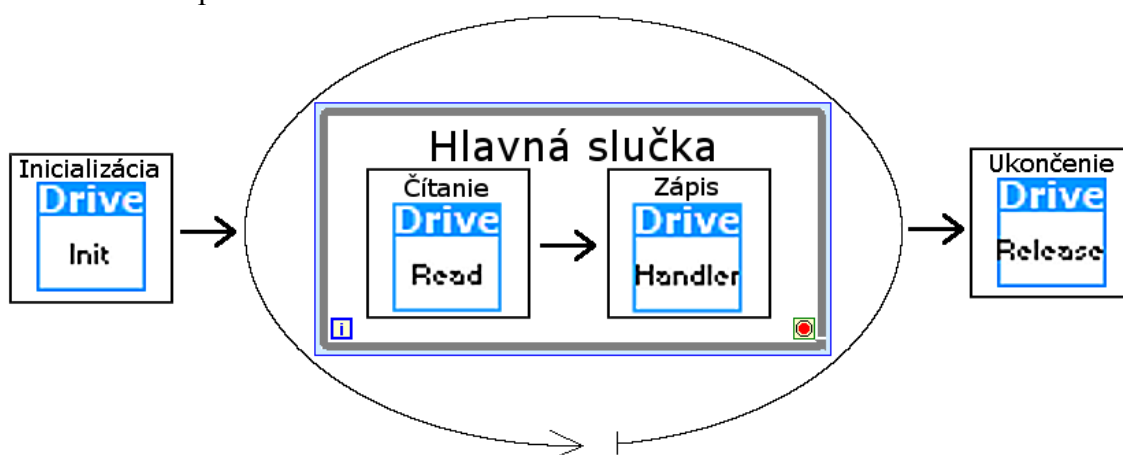 Hlavná slučka
Inicializácia
Drive
Init
Čítanie
Drive
Read
Zápis
Drive
Handler
Ukončenie
Drive
Release
i